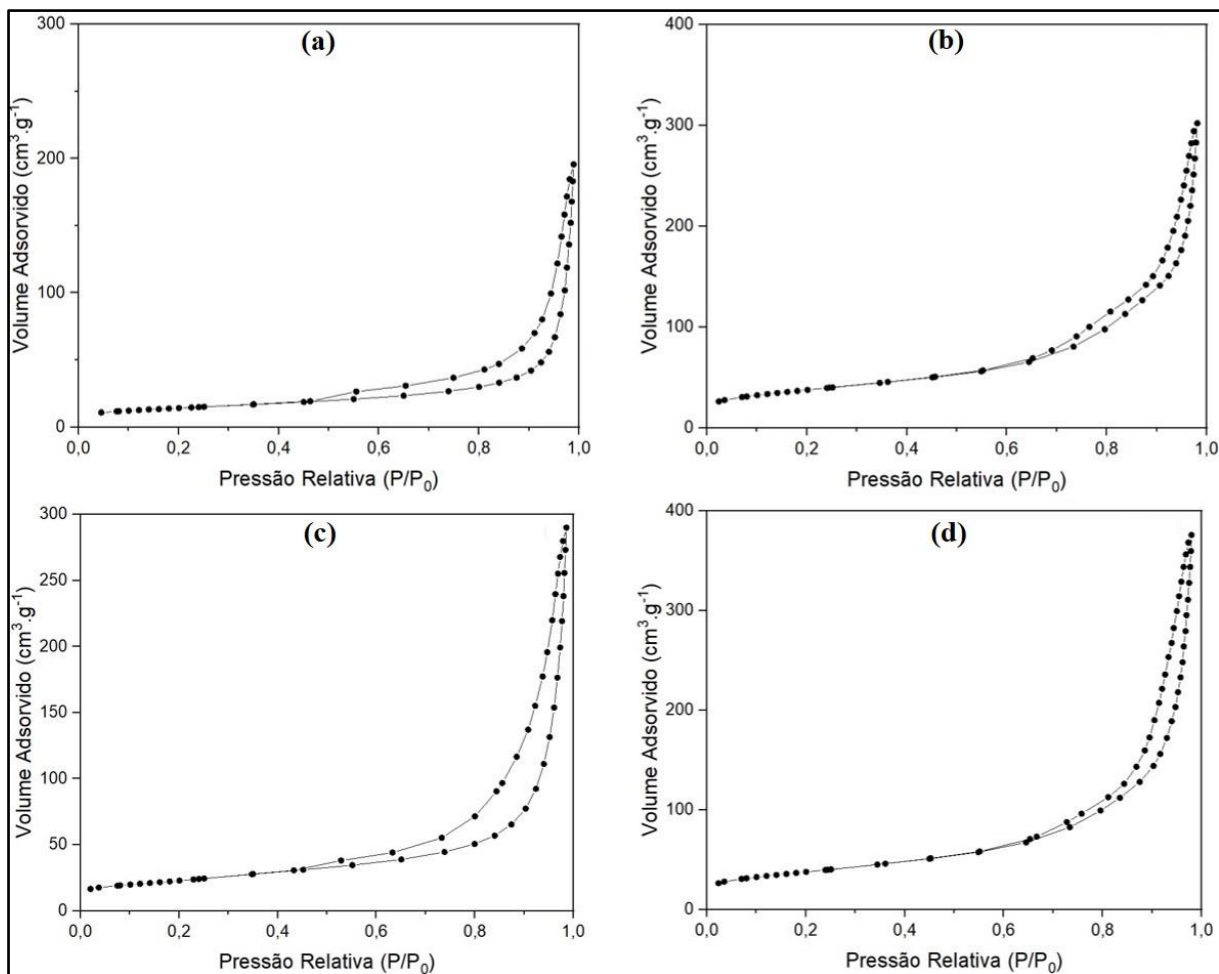 (a)
Volume Adsorvido (cm³.g⁻¹)
300
200
100
0
0,0 0,2 0,4 0,6 0,8 1,0
Pressão Relativa (P/P₀)
(b)
Volume Adsorvido (cm³.g⁻¹)
400
300
200
100
0
0,0 0,2 0,4 0,6 0,8 1,0
Pressão Relativa (P/P₀)
(c)
Volume Adsorvido (cm³.g⁻¹)
300
250
200
150
100
50
0
0,0 0,2 0,4 0,6 0,8 1,0
Pressão Relativa (P/P₀)
(d)
Volume Adsorvido (cm³.g⁻¹)
400
300
200
100
0
0,0 0,2 0,4 0,6 0,8 1,0
Pressão Relativa (P/P₀)